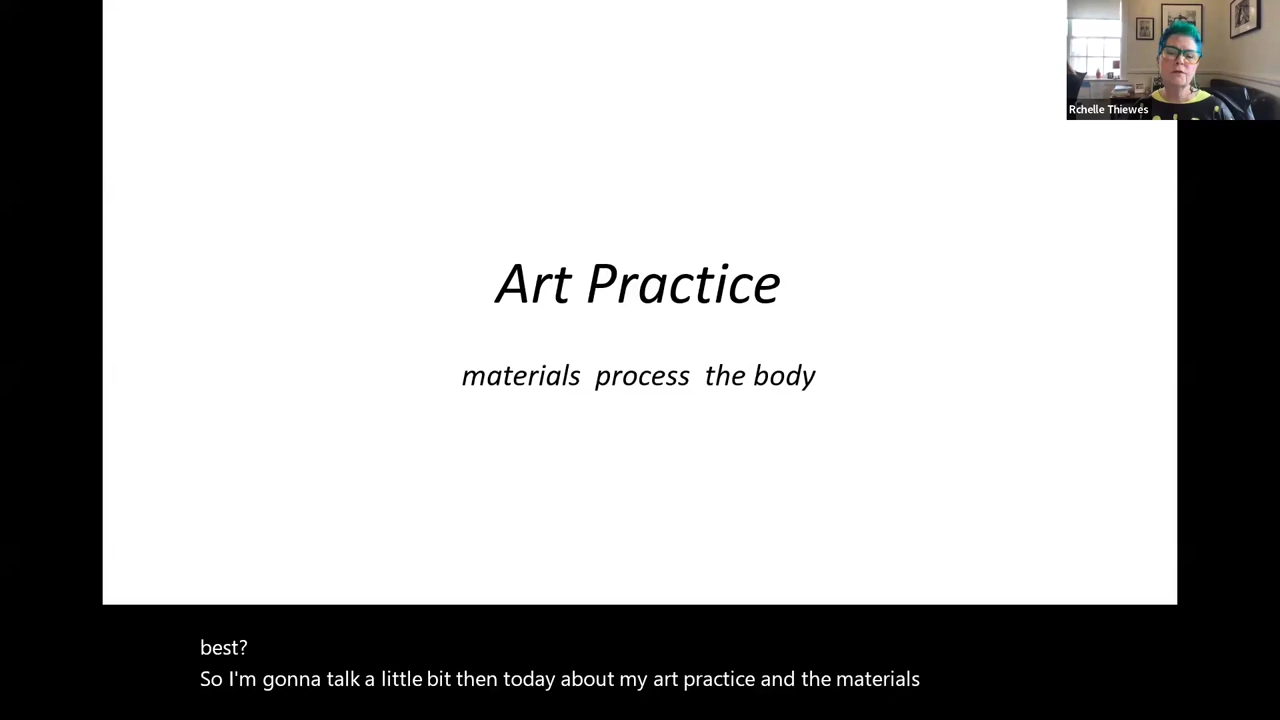 Rchelle Thiewes
Art Practice
materials process the body
best?
So I'm gonna talk a little bit then today about my art practice and the materials